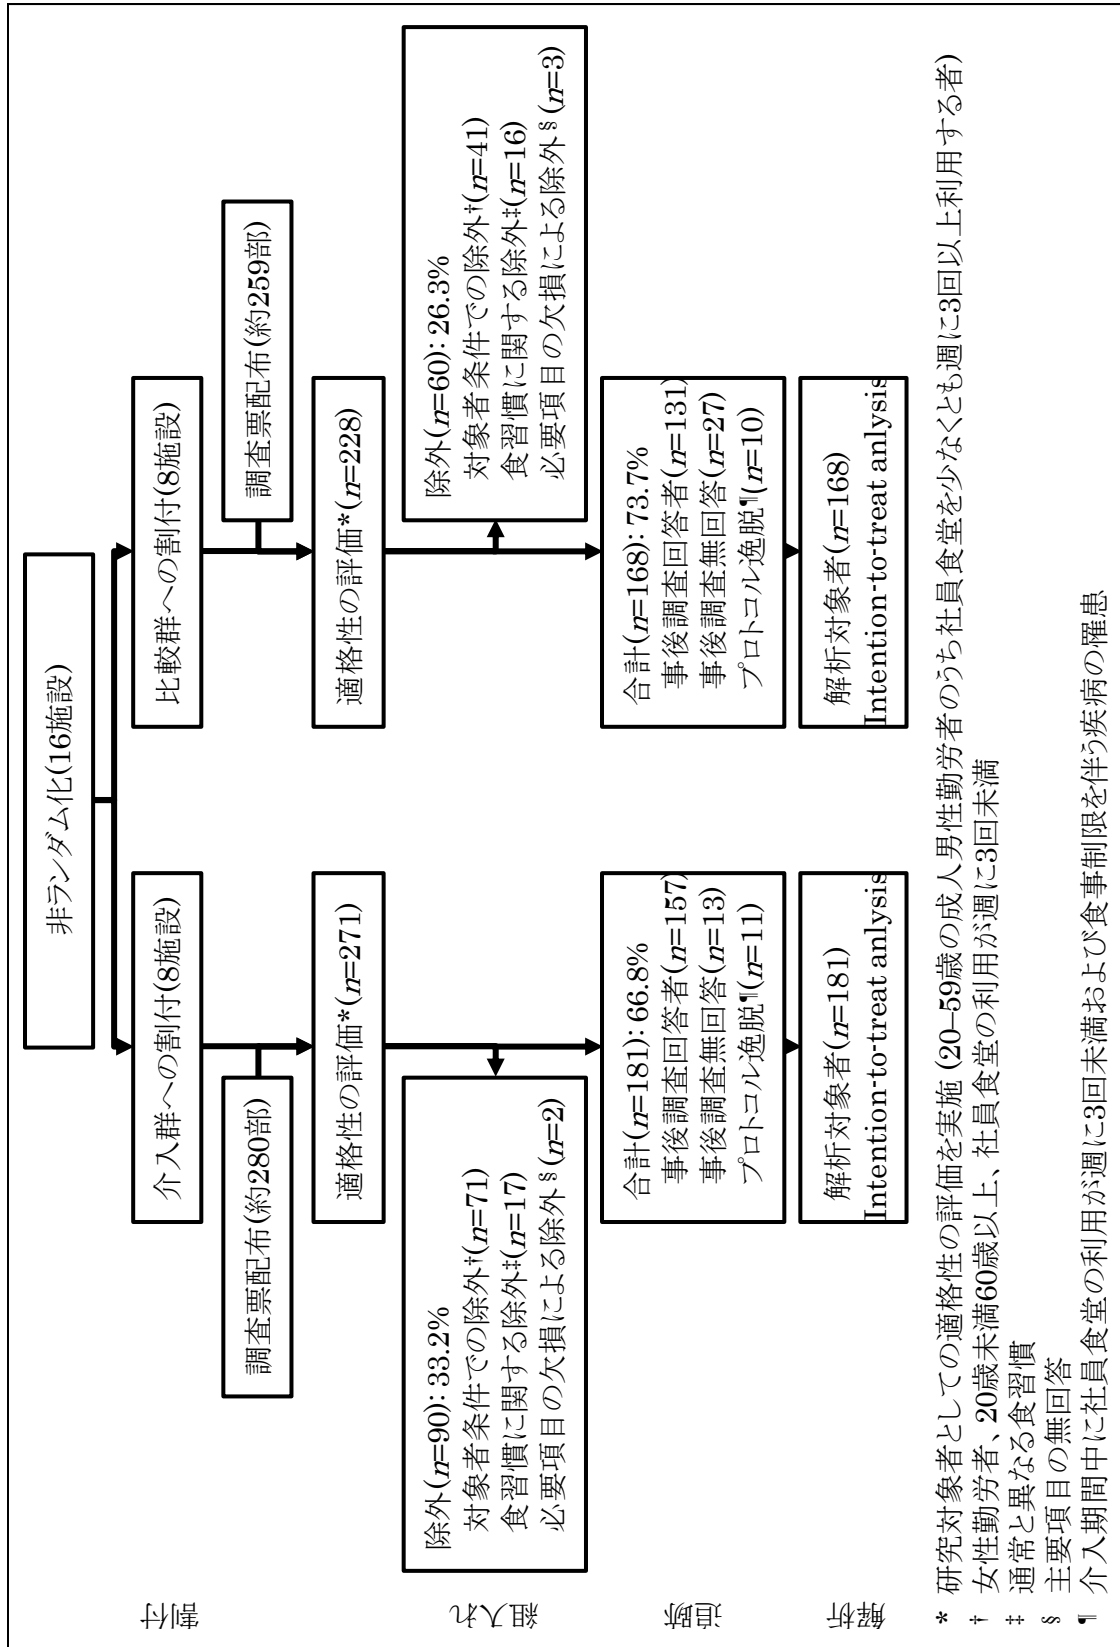 非ランダム化(16施設)
割付
介入群への割付(8施設)
比較群への割付(8施設)
調査票配布(約280部)
調査票配布(約259部)
適格性の評価*(n=271)
適格性の評価*(n=228)
組入れ
除外(n=90): 33.2%
対象者条件での除外†(n=71)
食習慣に関する除外‡(n=17)
必要項目の欠損による除外§(n=2)
除外(n=60): 26.3%
対象者条件での除外†(n=41)
食習慣に関する除外‡(n=16)
必要項目の欠損による除外§(n=3)
追跡
合計(n=181): 66.8%
事後調査回答者(n=157)
事後調査無回答(n=13)
プロトコル逸脱¶(n=11)
合計(n=168): 73.7%
事後調査回答者(n=131)
事後調査無回答(n=27)
プロトコル逸脱¶(n=10)
解析
解析対象者(n=181)
Intention-to-treat anlysis
解析対象者(n=168)
Intention-to-treat anlysis
* 研究対象者としての適格性の評価を実施 (20–59歳の成人男性勤労者のうち社員食堂を少なくとも週に3回以上利用する者)
† 女性勤労者、20歳未満60歳以上、社員食堂の利用が週に3回未満
‡ 通常と異なる食習慣
§ 主要項目の無回答
¶ 介入期間中に社員食堂の利用が週に3回未満および食事制限を伴う疾病の罹患